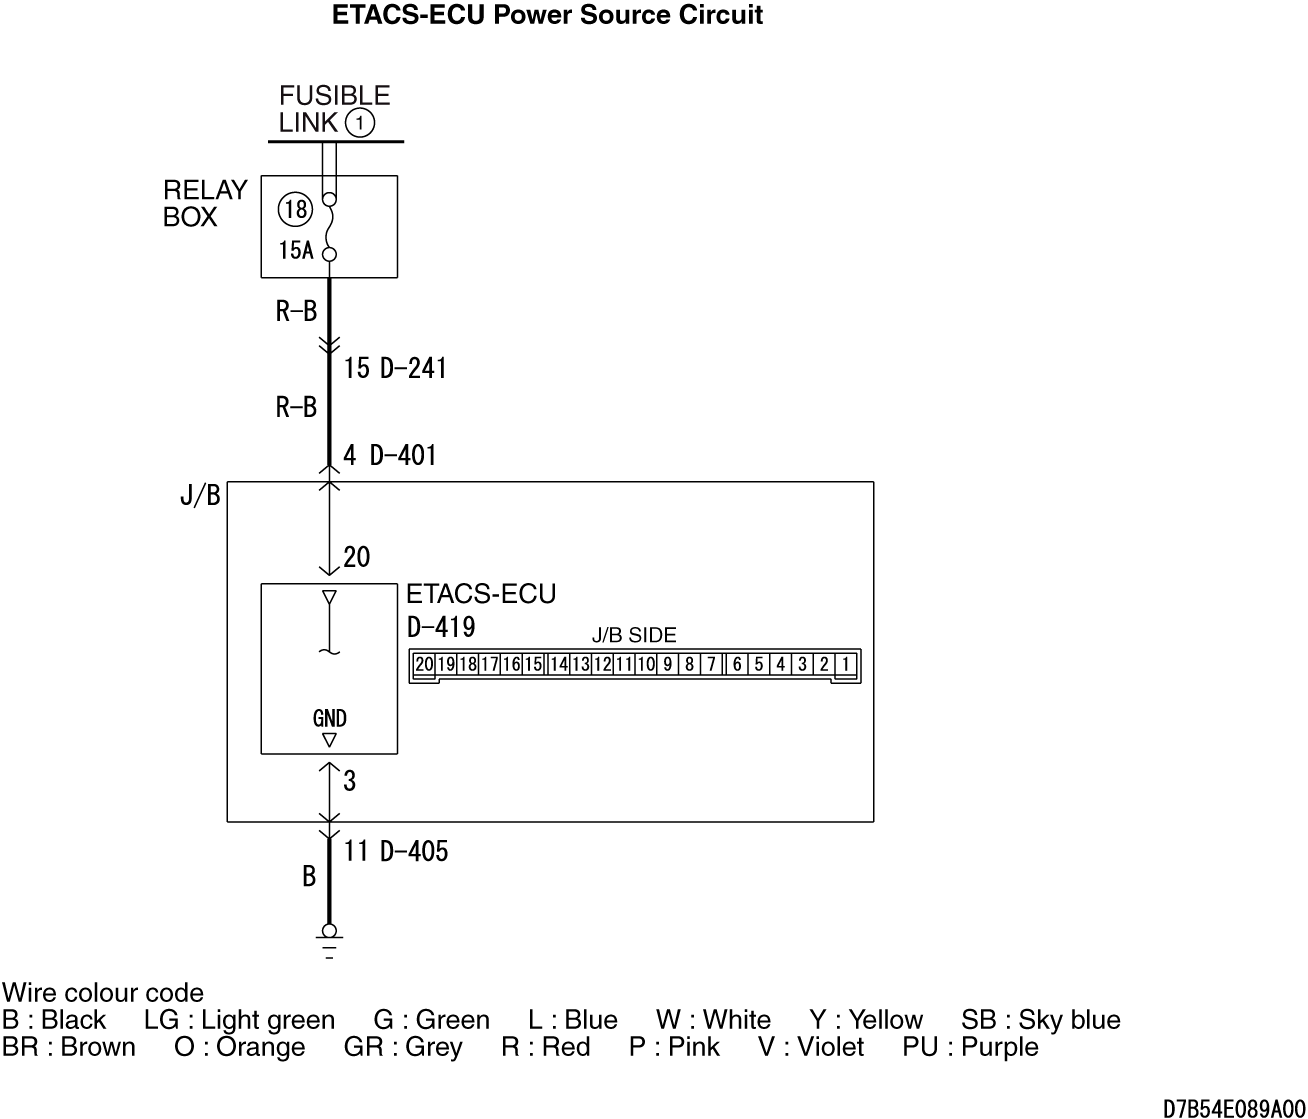 ETACS-ECU Power Source Circuit
FUSIBLE
LINK 1
RELAY
BOX
18
15A
R-B
15 D-241
R-B
4 D-401
J/B
20
ETACS-ECU
D-419
J/B SIDE
20 19 18 17 16 15 14 13 12 11 10 9 8 7 6 5 4 3 2 1
GND
3
11 D-405
B
Wire colour code
B : Black LG : Light green G : Green L : Blue W : White Y : Yellow SB : Sky blue
BR : Brown O : Orange GR : Grey R : Red P : Pink V : Violet PU : Purple
D7B54E089A00